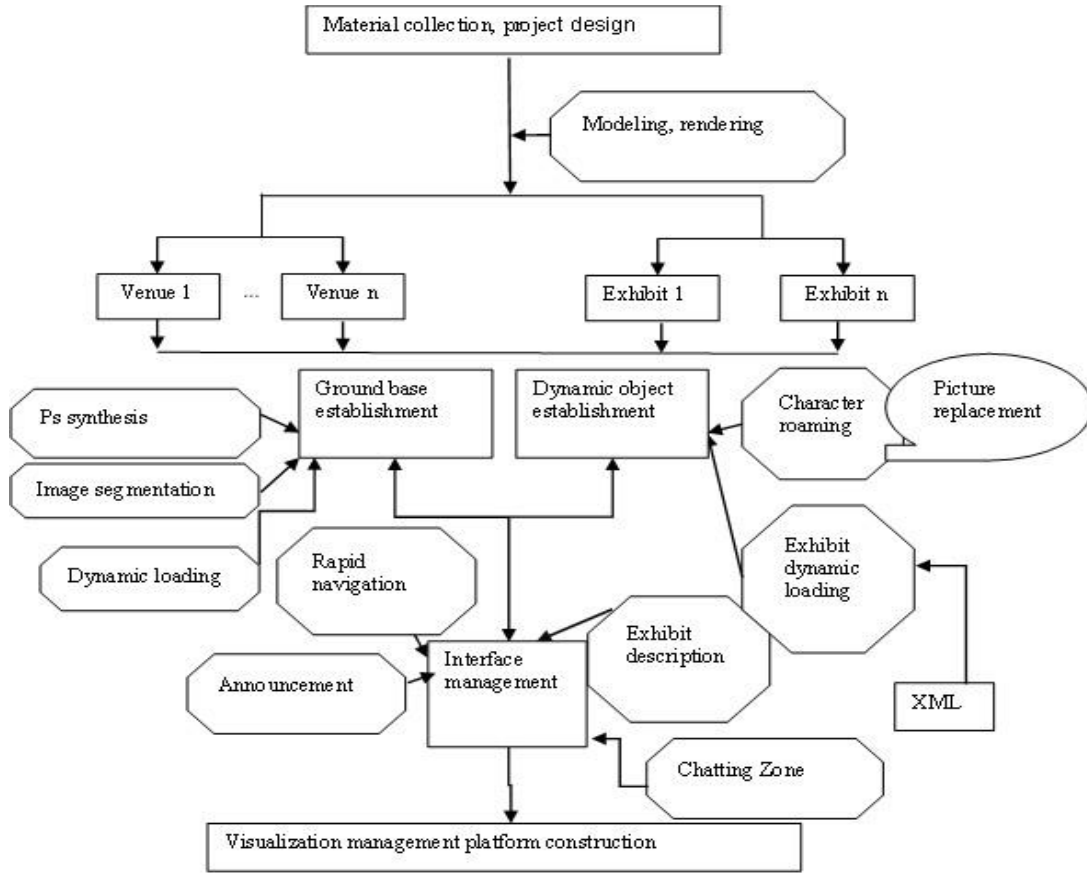 Material collection, project design
Modeling, rendering
Venue 1
...
Venue n
Exhibit 1
Exhibit n
Ground base
establishment
Dynamic object
establishment
Ps synthesis
Character
roaming
Picture
replacement
Image segmentation
Dynamic loading
Rapid
navigation
Exhibit
dynamic
loading
Exhibit
description
Interface
management
Announcement
XML
Chatting Zone
Visualization management platform construction